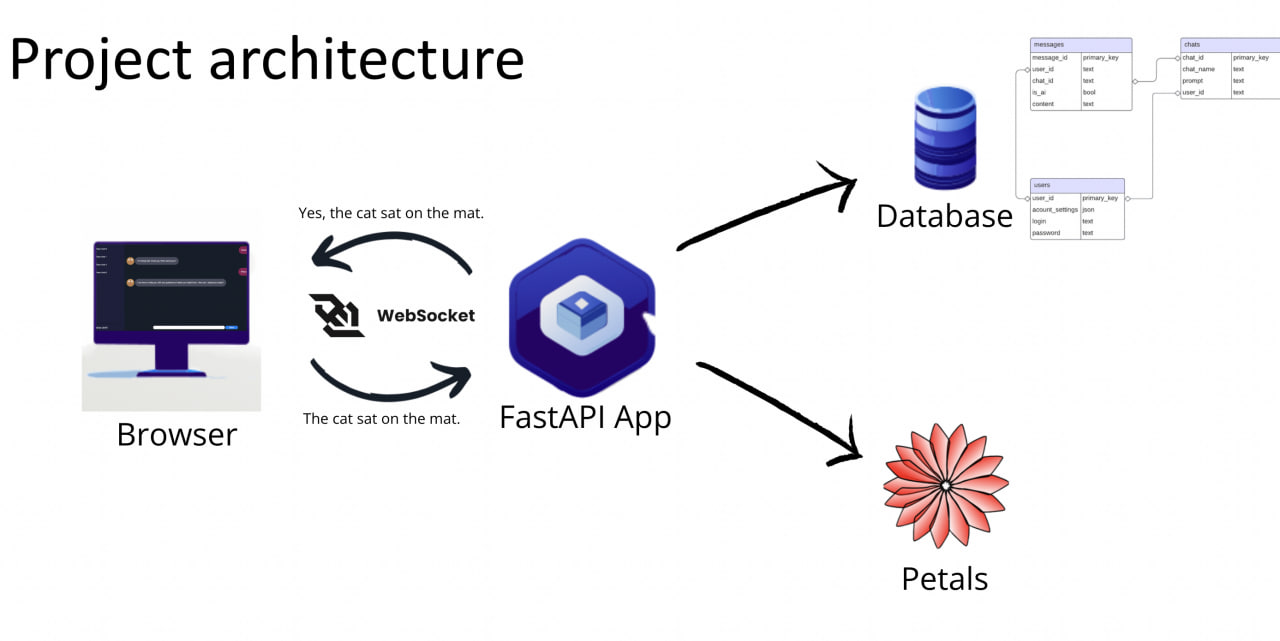 Project architecture
messages
message_id primary_key
user_id text
chat_id text
is_ai bool
content text
chats
chat_id primary_key
chat_name text
prompt text
user_id text
Database
users
user_id primary_key
acount_settings json
login text
password text
Yes, the cat sat on the mat.
WebSocket
The cat sat on the mat.
Browser
FastAPI App
Petals